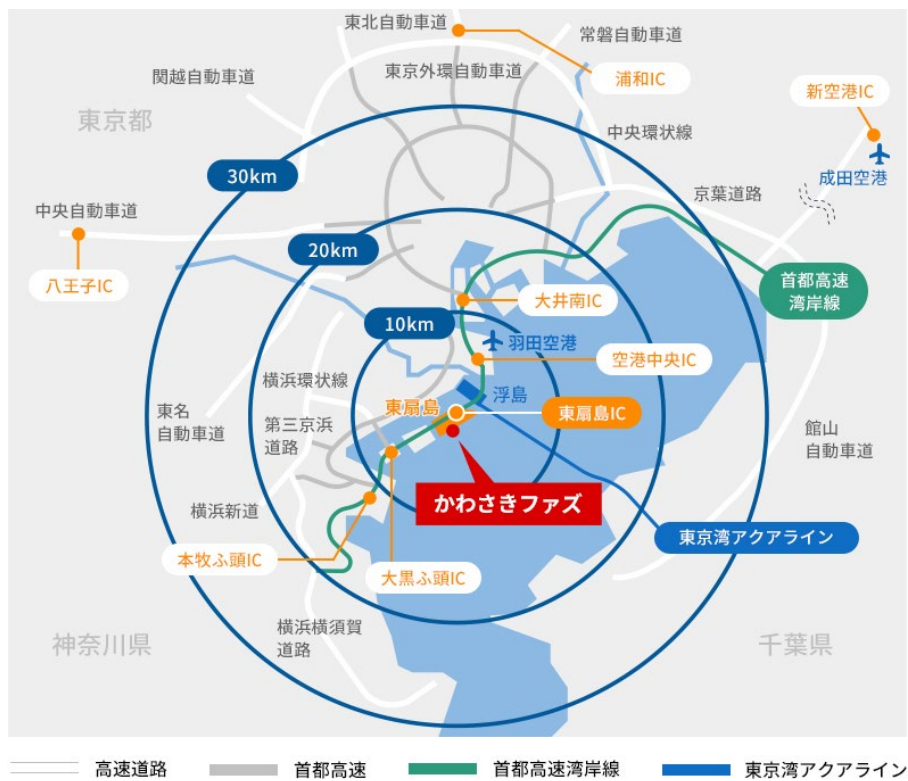 東北自動車道
常磐自動車道
関越自動車道
東京外環自動車道
浦和IC
新空港IC
東京都
中央環状線
30km
成田空港
京葉道路
中央自動車道
20km
八王子IC
首都高速
湾岸線
大井南IC
10km
羽田空港
空港中央IC
横浜環状線
浮島
東扇島
東扇島IC
東名
自動車道
第三京浜
道路
館山
自動車道
かわさきファズ
横浜新道
東京湾アクアライン
本牧ふ頭IC
大黒ふ頭IC
横浜横須賀
道路
神奈川県
千葉県
高速道路
首都高速
首都高速湾岸線
東京湾アクアライン